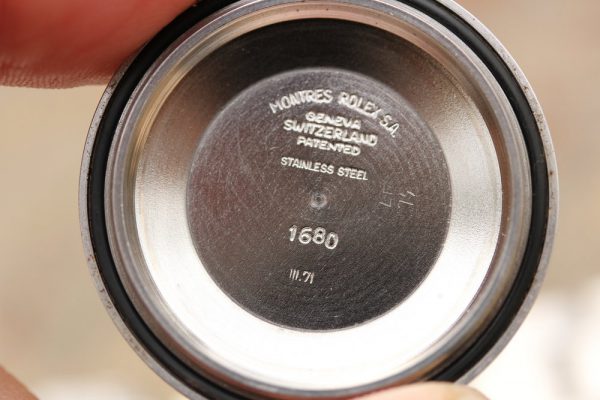 MONTRES ROLEX S.A.
GENEVA
SWITZERLAND
PATENTED
STAINLESS STEEL
1680
III.71